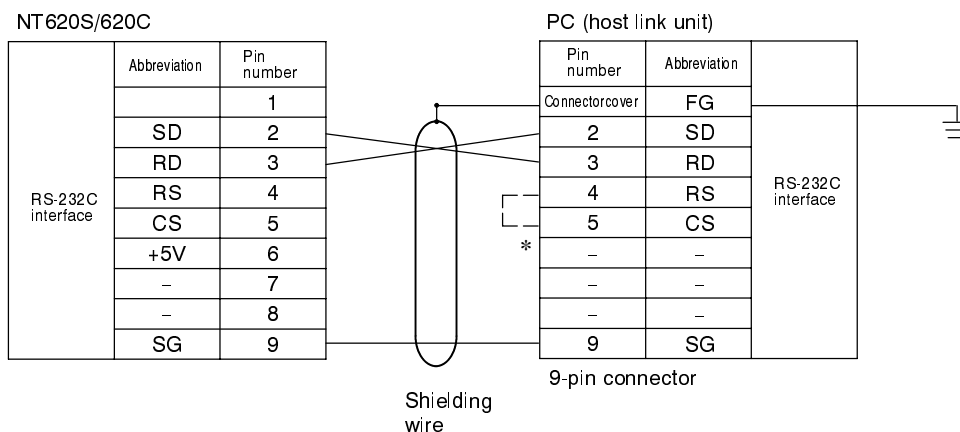 NT620S/620C
PC (host link unit)
Abbreviation
Pin
number
Pin
number
Abbreviation
1
Connectorcover
FG
SD
2
2
SD
RD
3
3
RD
RS-232C
interface
RS
4
4
RS
RS-232C
interface
CS
5
5
CS
+5V
6
*
–
–
–
7
–
–
–
8
–
–
SG
9
9
SG
9-pin connector
Shielding
wire